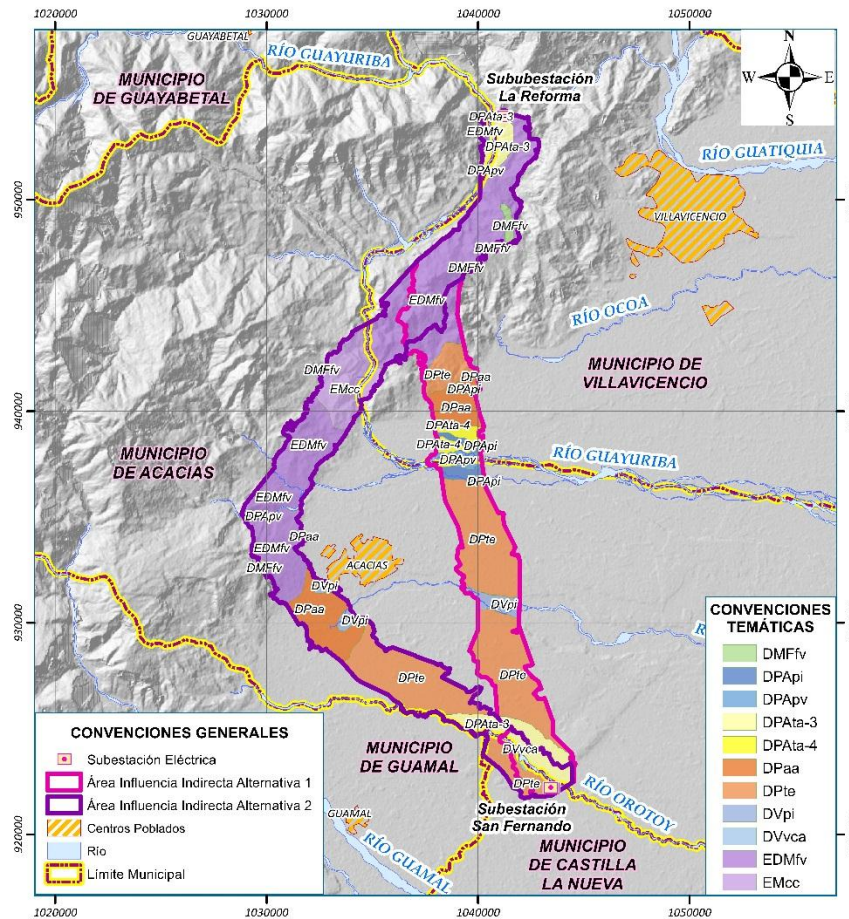 1020000
1030000
1040000
1050000
GUAYABETAL
RÍO GUAYURIBA
MUNICIPIO
DE GUAYABETAL
Sububestación
La Reforma
N
W
E
S
DPAta-3
EDMfv
DPAta-3
DPApv
RÍO GUATIQUIA
VILLAVICENCIO
950000
DMFfv
DMFfv
DMFfv
EDMfv
RÍO OCOA
DMFfv
EMcc
DPte
DPaa
DPApi
DPaa
MUNICIPIO DE
VILLAVICENCIO
940000
DPAta-4
DPAta-4
DPApi
DPApv
DPApi
RÍO GUAYURIBA
MUNICIPIO
DE ACACIAS
EDMfv
EDMfv
DPApv
DPaa
EDMfv
DMFfv
DPte
ACACIAS
DVpi
DPaa
DVpi
DVpi
930000
R
DPte
DPte
DPAta-3
DVvca
DPte
MUNICIPIO
DE GUAMAL
RÍO OROTOY
Subestación
San Fernando
GUAMAL
RÍO GUAMAL
MUNICIPIO
DE CASTILLA
LA NUEVA
920000
CONVENCIONES GENERALES
Subestación Eléctrica
Área Influencia Indirecta Alternativa 1
Área Influencia Indirecta Alternativa 2
Centros Poblados
Río
Límite Municipal
CONVENCIONES
TEMÁTICAS
DMFfv
DPApi
DPApv
DPAta-3
DPAta-4
DPaa
DPte
DVpi
DVvca
EDMfv
EMcc
1020000
1030000
1040000
1050000